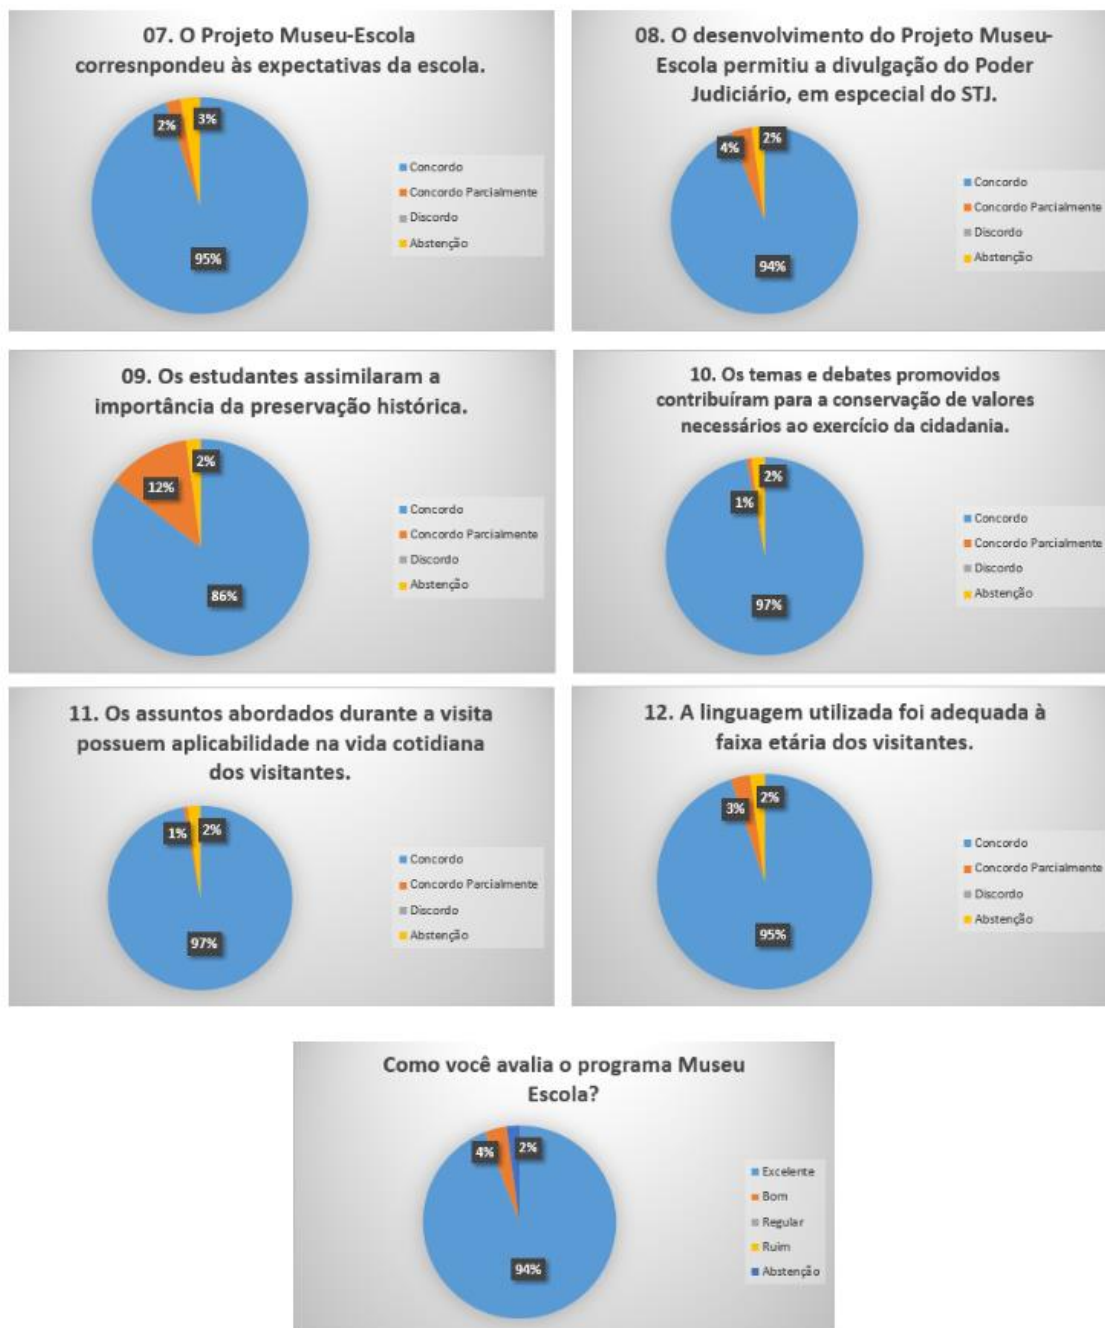 07. O Projeto Museu-Escola
corresnpondeu às expectativas da escola.
2%
3%
95%
Concordo
Concordo Parcialmente
Discordo
Abstenção
08. O desenvolvimento do Projeto Museu-
Escola permitiu a divulgação do Poder
Judiciário, em espcecial do STJ.
4%
2%
94%
Concordo
Concordo Parcialmente
Discordo
Abstenção
09. Os estudantes assimilaram a
importância da preservação histórica.
2%
12%
86%
Concordo
Concordo Parcialmente
Discordo
Abstenção
10. Os temas e debates promovidos
contribuíram para a conservação de valores
necessários ao exercício da cidadania.
2%
1%
97%
Concordo
Concordo Parcialmente
Discordo
Abstenção
11. Os assuntos abordados durante a visita
possuem aplicabilidade na vida cotidiana
dos visitantes.
1%
2%
97%
Concordo
Concordo Parcialmente
Discordo
Abstenção
12. A linguagem utilizada foi adequada à
faixa etária dos visitantes.
3%
2%
95%
Concordo
Concordo Parcialmente
Discordo
Abstenção
Como você avalia o programa Museu
Escola?
4%
2%
94%
Excelente
Bom
Regular
Ruim
Abstenção